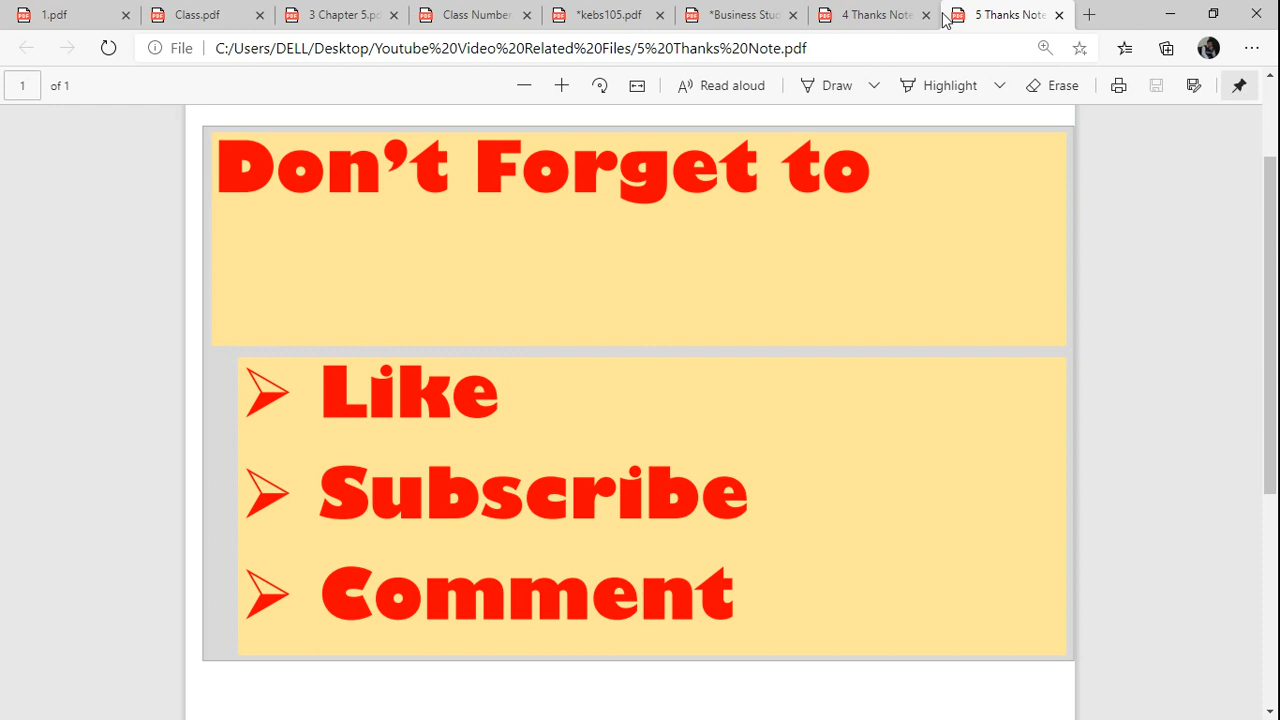 1.pdf
Class.pdf
3 Chapter 5.pd
Class Number
*kebs105.pdf
*Business Stud
4 Thanks Note
5 Thanks Note
File
C:/Users/DELL/Desktop/Youtube%20Video%20Related%20Files/5%20Thanks%20Note.pdf
1 of 1
Read aloud
Draw
Highlight
Erase
Don't Forget to
Like
Subscribe
Comment